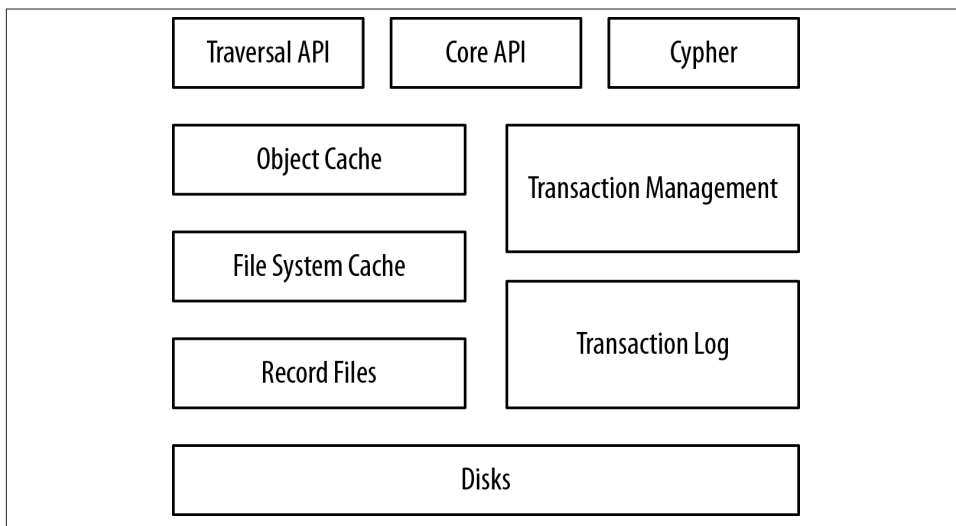 Traversal API
Core API
Cypher
Object Cache
Transaction Management
File System Cache
Transaction Log
Record Files
Disks